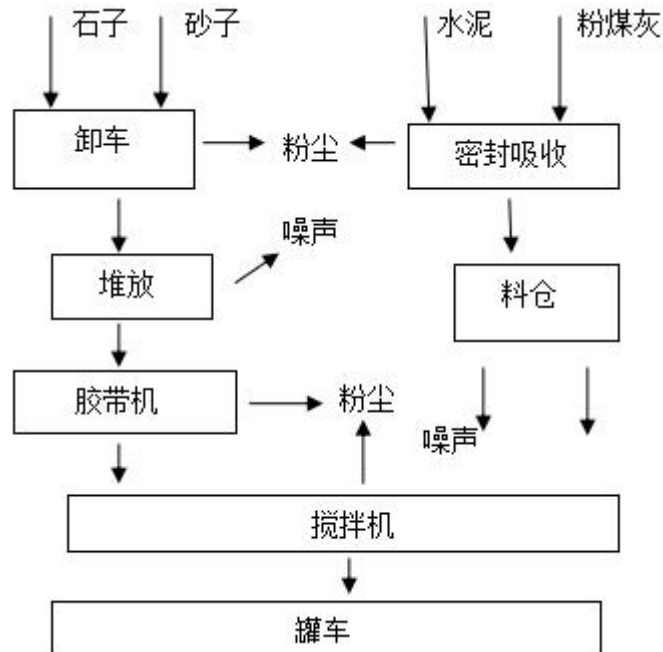 石子 砂子 水泥 粉煤灰
卸车 粉尘 密封吸收
噪声
堆放 料仓
胶带机 粉尘
噪声
搅拌机
罐车